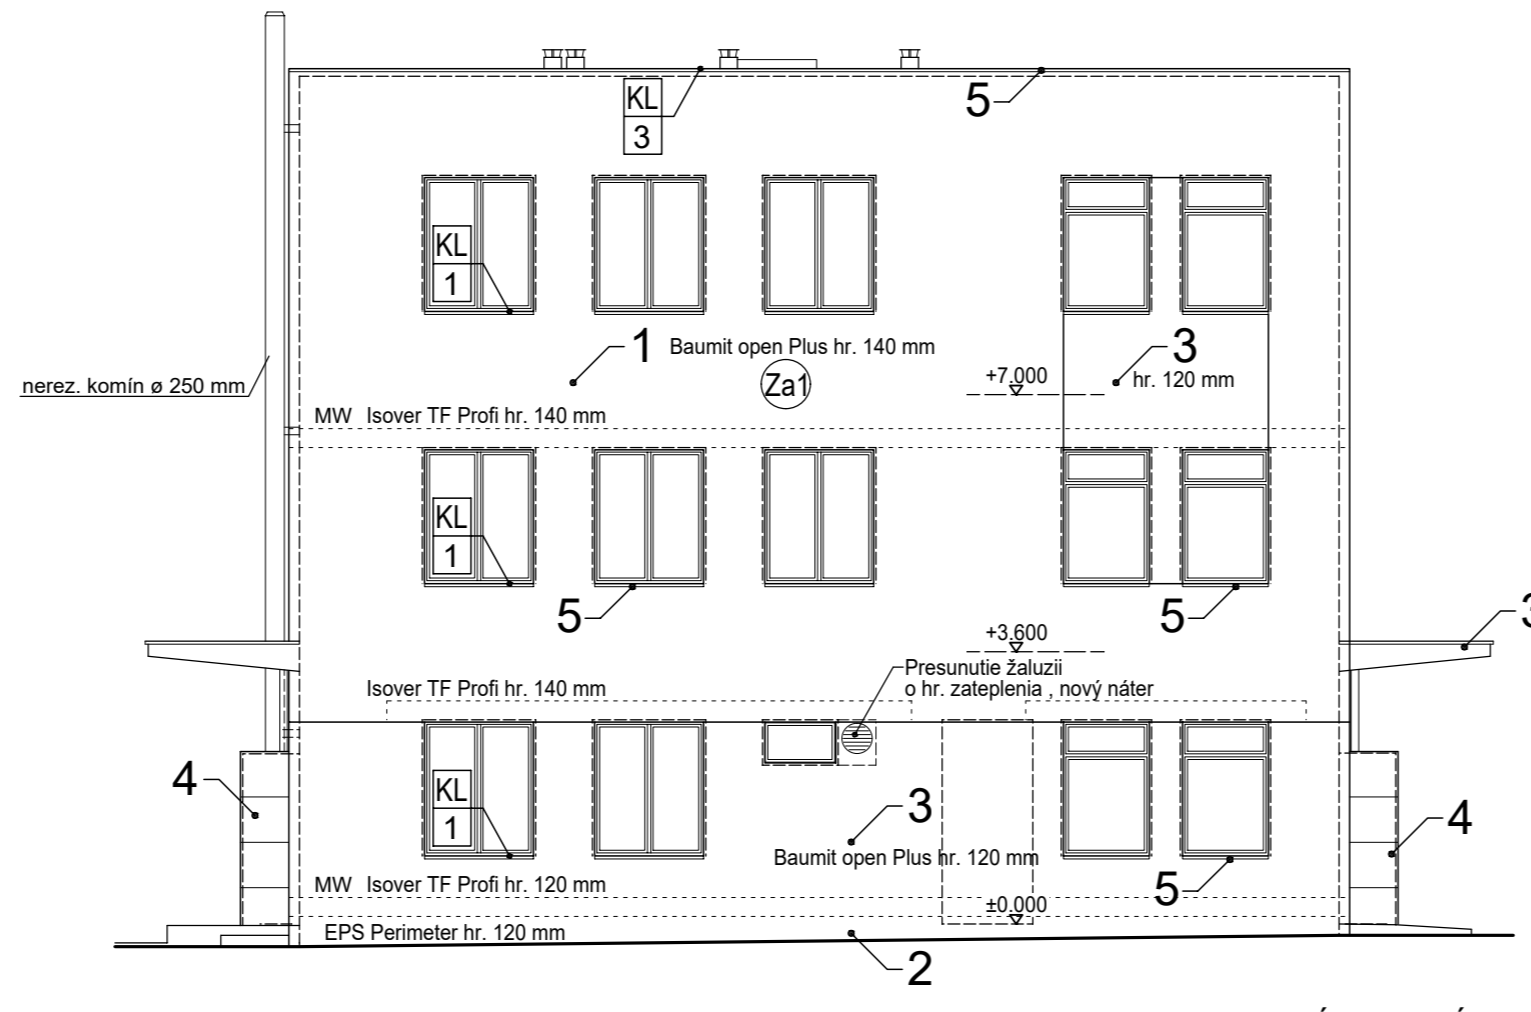 5
KL
3
KL
1
1 Baumit open Plus hr. 140 mm
3
+7.000
hr. 120 mm
Za1
nerez. komín ø 250 mm
MW Isover TF Profi hr. 140 mm
KL
1
5
5
+3.600
3
Presunutie žaluzii
o hr. zateplenia , nový náter
Isover TF Profi hr. 140 mm
4
KL
1
3
4
Baumit open Plus hr. 120 mm
MW Isover TF Profi hr. 120 mm
5
±0.000
EPS Perimeter hr. 120 mm
2